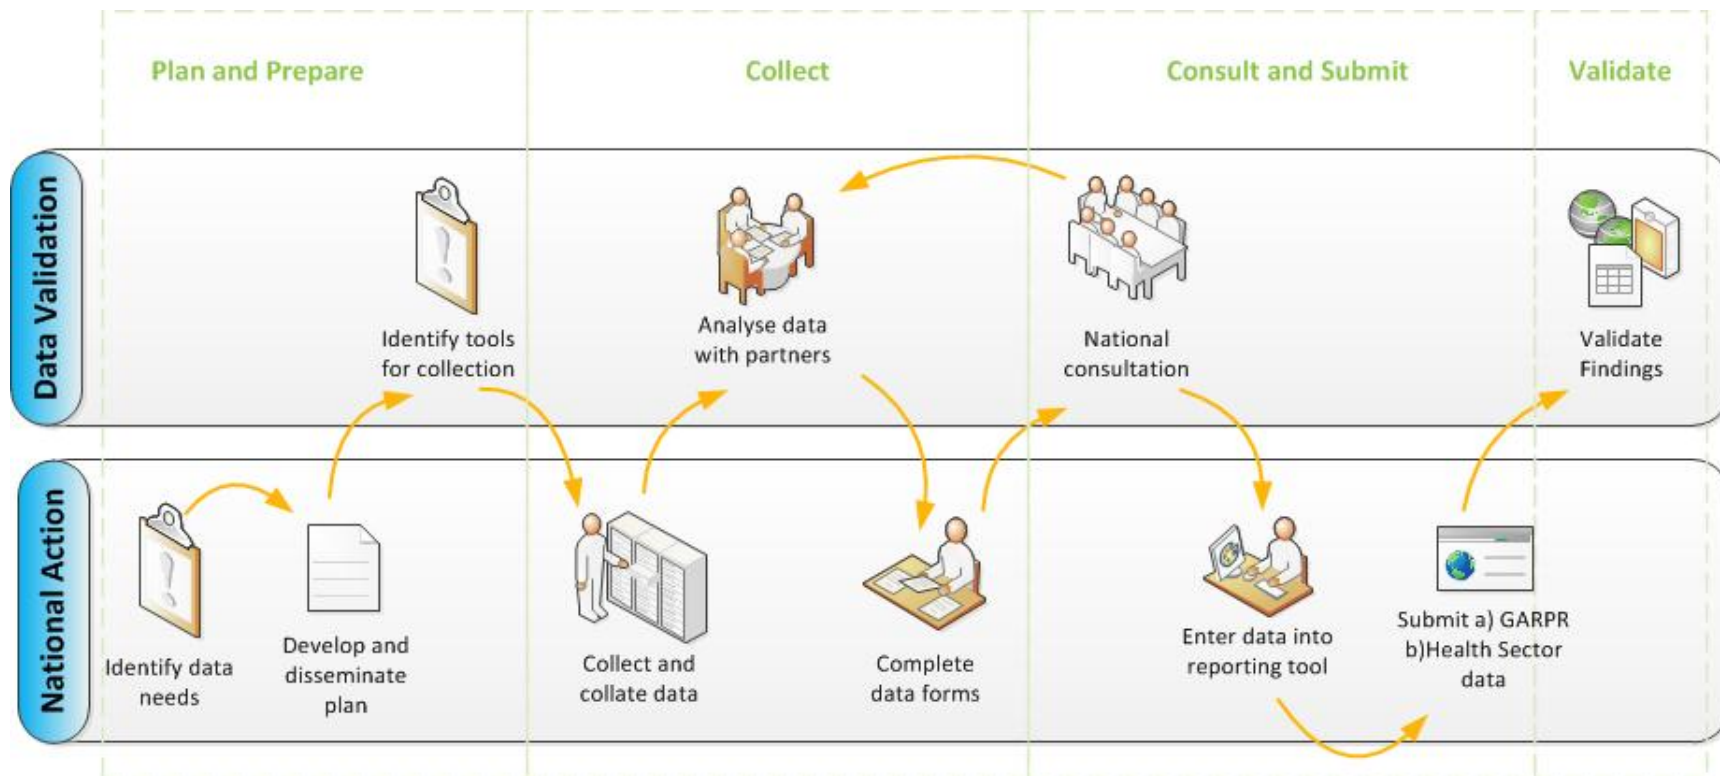 Plan and Prepare
Collect
Consult and Submit
Validate
Data Validation
Identify tools
for collection
Analyse data
with partners
National
consultation
Validate
Findings
National Action
Identify data
needs
Develop and
disseminate
plan
Collect and
collate data
Complete
data forms
Enter data into
reporting tool
Submit a) GARPR
b)Health Sector
data